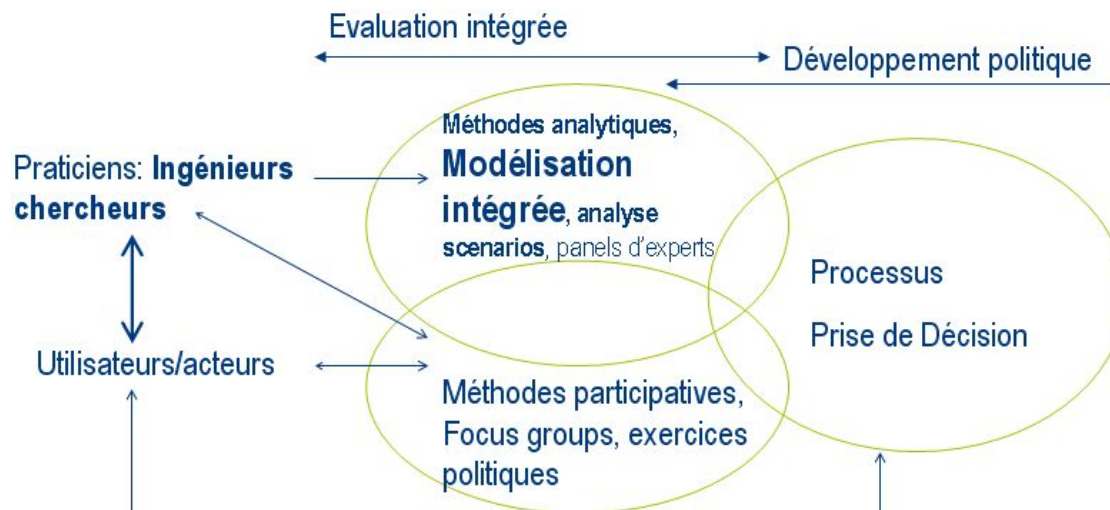 Evaluation intégrée
Développement politique
Méthodes analytiques,
Modélisation
intégrée, analyse
scenarios, panels d'experts
Praticiens: Ingénieurs
chercheurs
Processus
Prise de Décision
Utilisateurs/acteurs
Méthodes participatives,
Focus groups, exercices
politiques